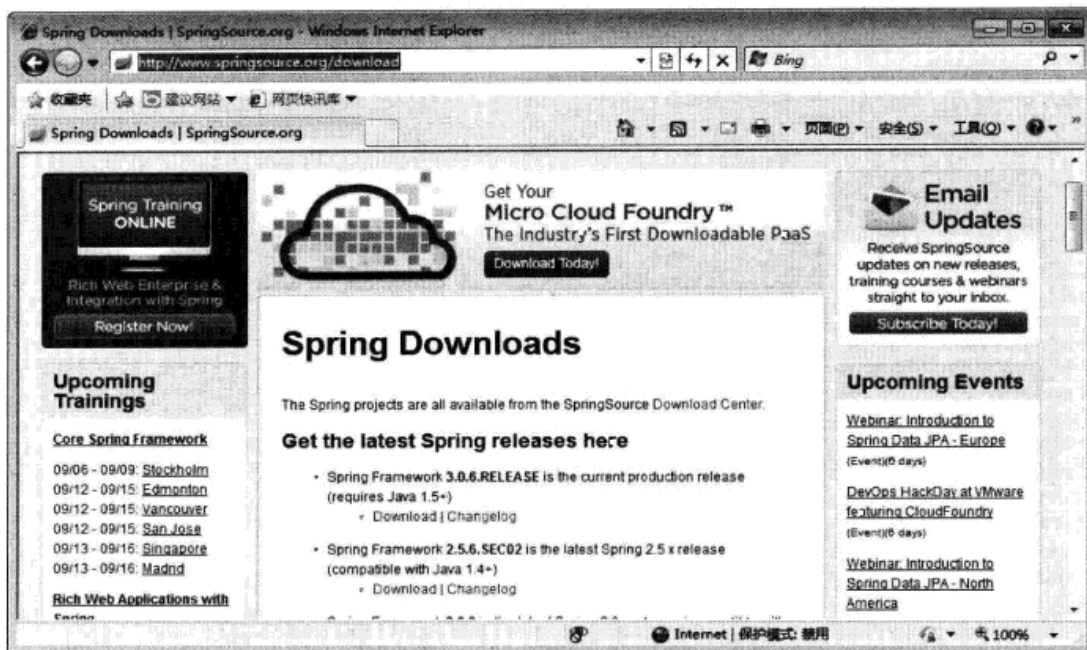 Spring Downloads | SpringSource.org - Windows Internet Explorer
http://www.springsource.org/download
Bing
收藏夹
建议网站
网页快讯库
Spring Downloads | SpringSource.org
页面(P)
安全(S)
工具(O)
Spring Training
ONLINE
Rich Web Enterprise &
Integration with Spring
Register Now!
Get Your
Micro Cloud Foundry™
The Industry's First Downloadable PaaS
Download Today!
Email
Updates
Receive SpringSource
updates on new releases,
training courses & webinars
straight to your inbox.
Subscribe Today!
Upcoming
Trainings
Core Spring Framework
09/06 - 09/09: Stockholm
09/12 - 09/15: Edmonton
09/12 - 09/15: Vancouver
09/12 - 09/15: San Jose
09/13 - 09/16: Singapore
09/13 - 09/16: Madrid
Rich Web Applications with
Spring
Spring Downloads
The Spring projects are all available from the SpringSource Download Center.
Get the latest Spring releases here
Spring Framework 3.0.6.RELEASE is the current production release
(requires Java 1.5+)
Download | Changelog
Spring Framework 2.5.6.SEC02 is the latest Spring 2.5.x release
(compatible with Java 1.4+)
Download | Changelog
Upcoming Events
Webinar: Introduction to
Spring Data JPA - Europe
(Event)(6 days)
DevOps HackDay at VMware
featuring CloudFoundry
(Event)(6 days)
Webinar: Introduction to
Spring Data JPA - North
America
Internet | 保护模式: 禁用
100%